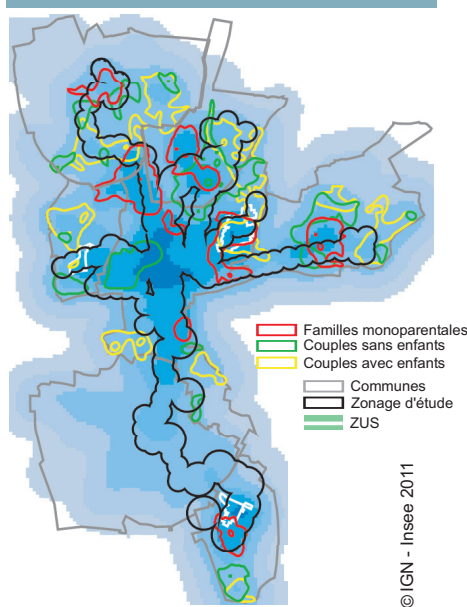 Familles monoparentales
Couples sans enfants
Couples avec enfants
Communes
Zonage d'étude
ZUS
© IGN - Insee 2011